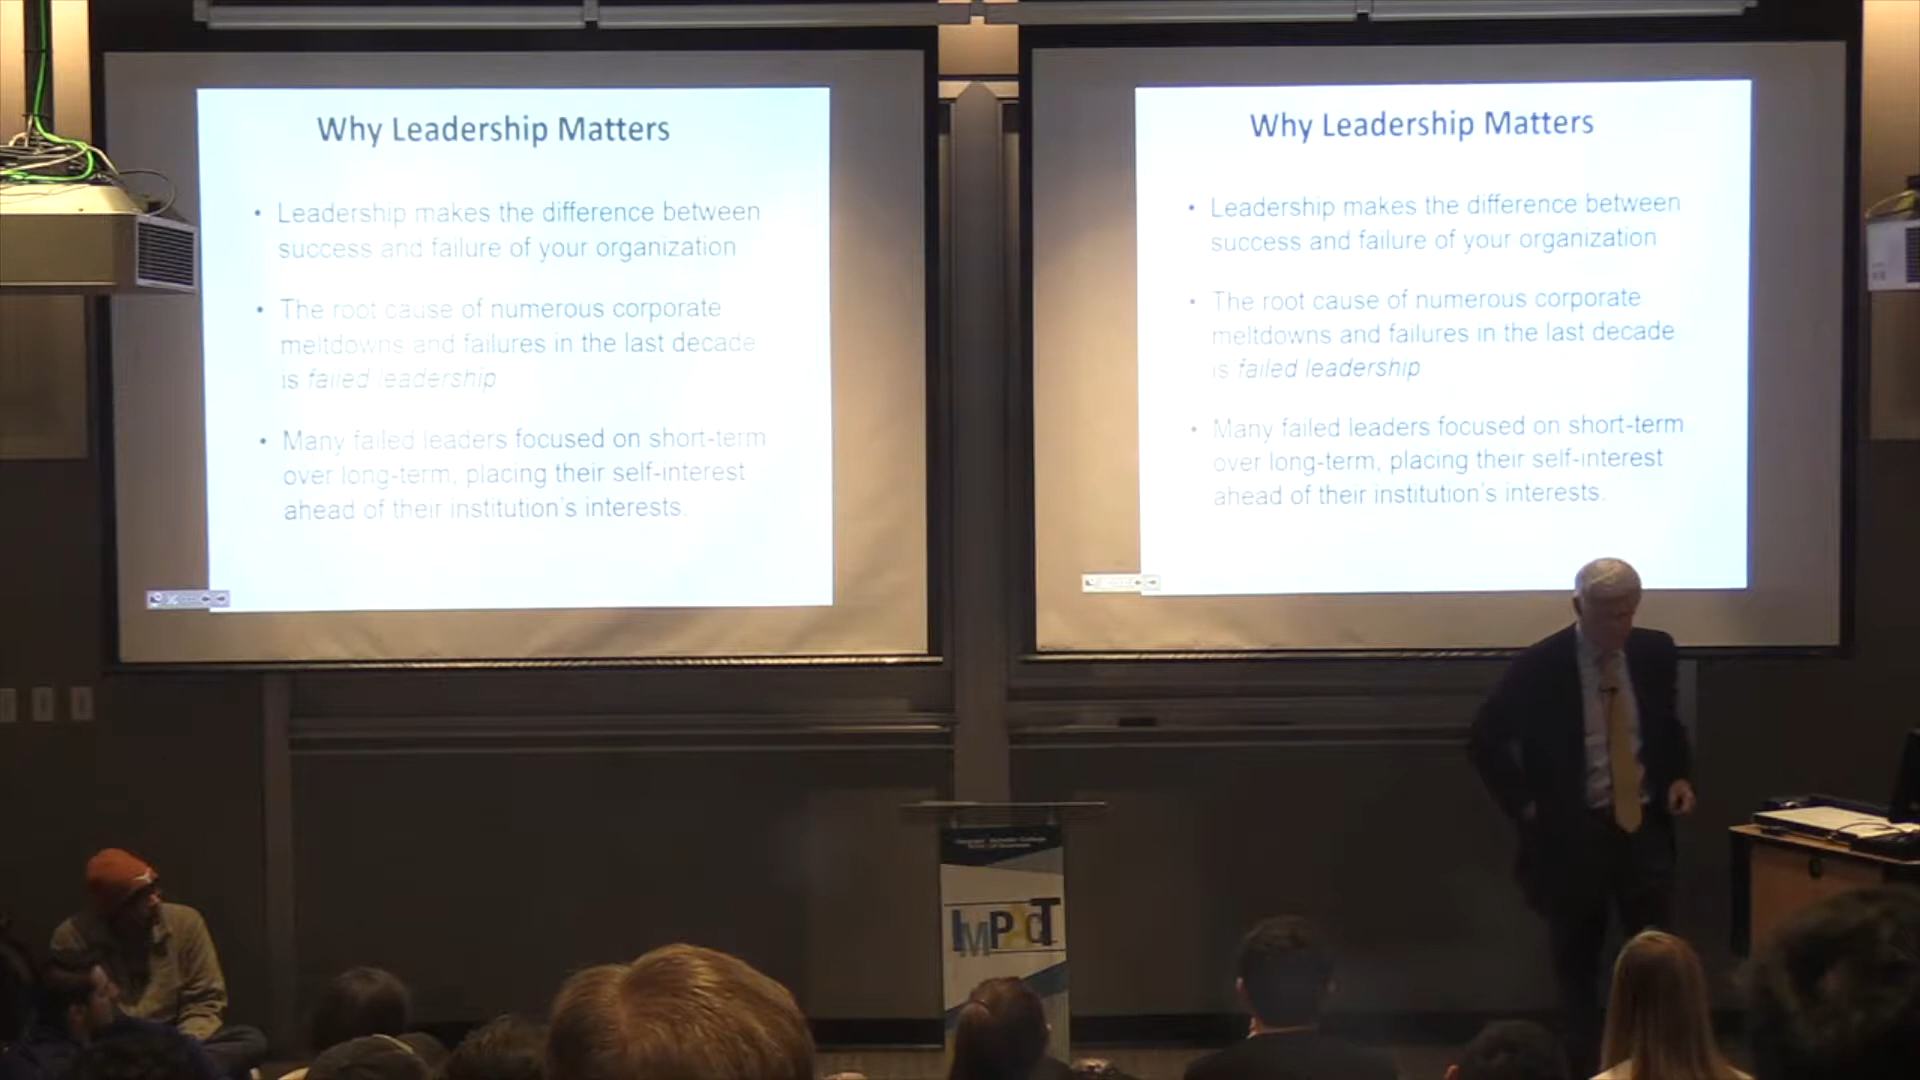 Why Leadership Matters
• Leadership makes the difference between
success and failure of your organization
• The root cause of numerous corporate
meltdowns and failures in the last decade
is failed leadership
• Many failed leaders focused on short-term
over long-term, placing their self-interest
ahead of their institution's interests.
Why Leadership Matters
• Leadership makes the difference between
success and failure of your organization
• The root cause of numerous corporate
meltdowns and failures in the last decade
is failed leadership
• Many failed leaders focused on short-term
over long-term, placing their self-interest
ahead of their institution's interests.
IMPACT